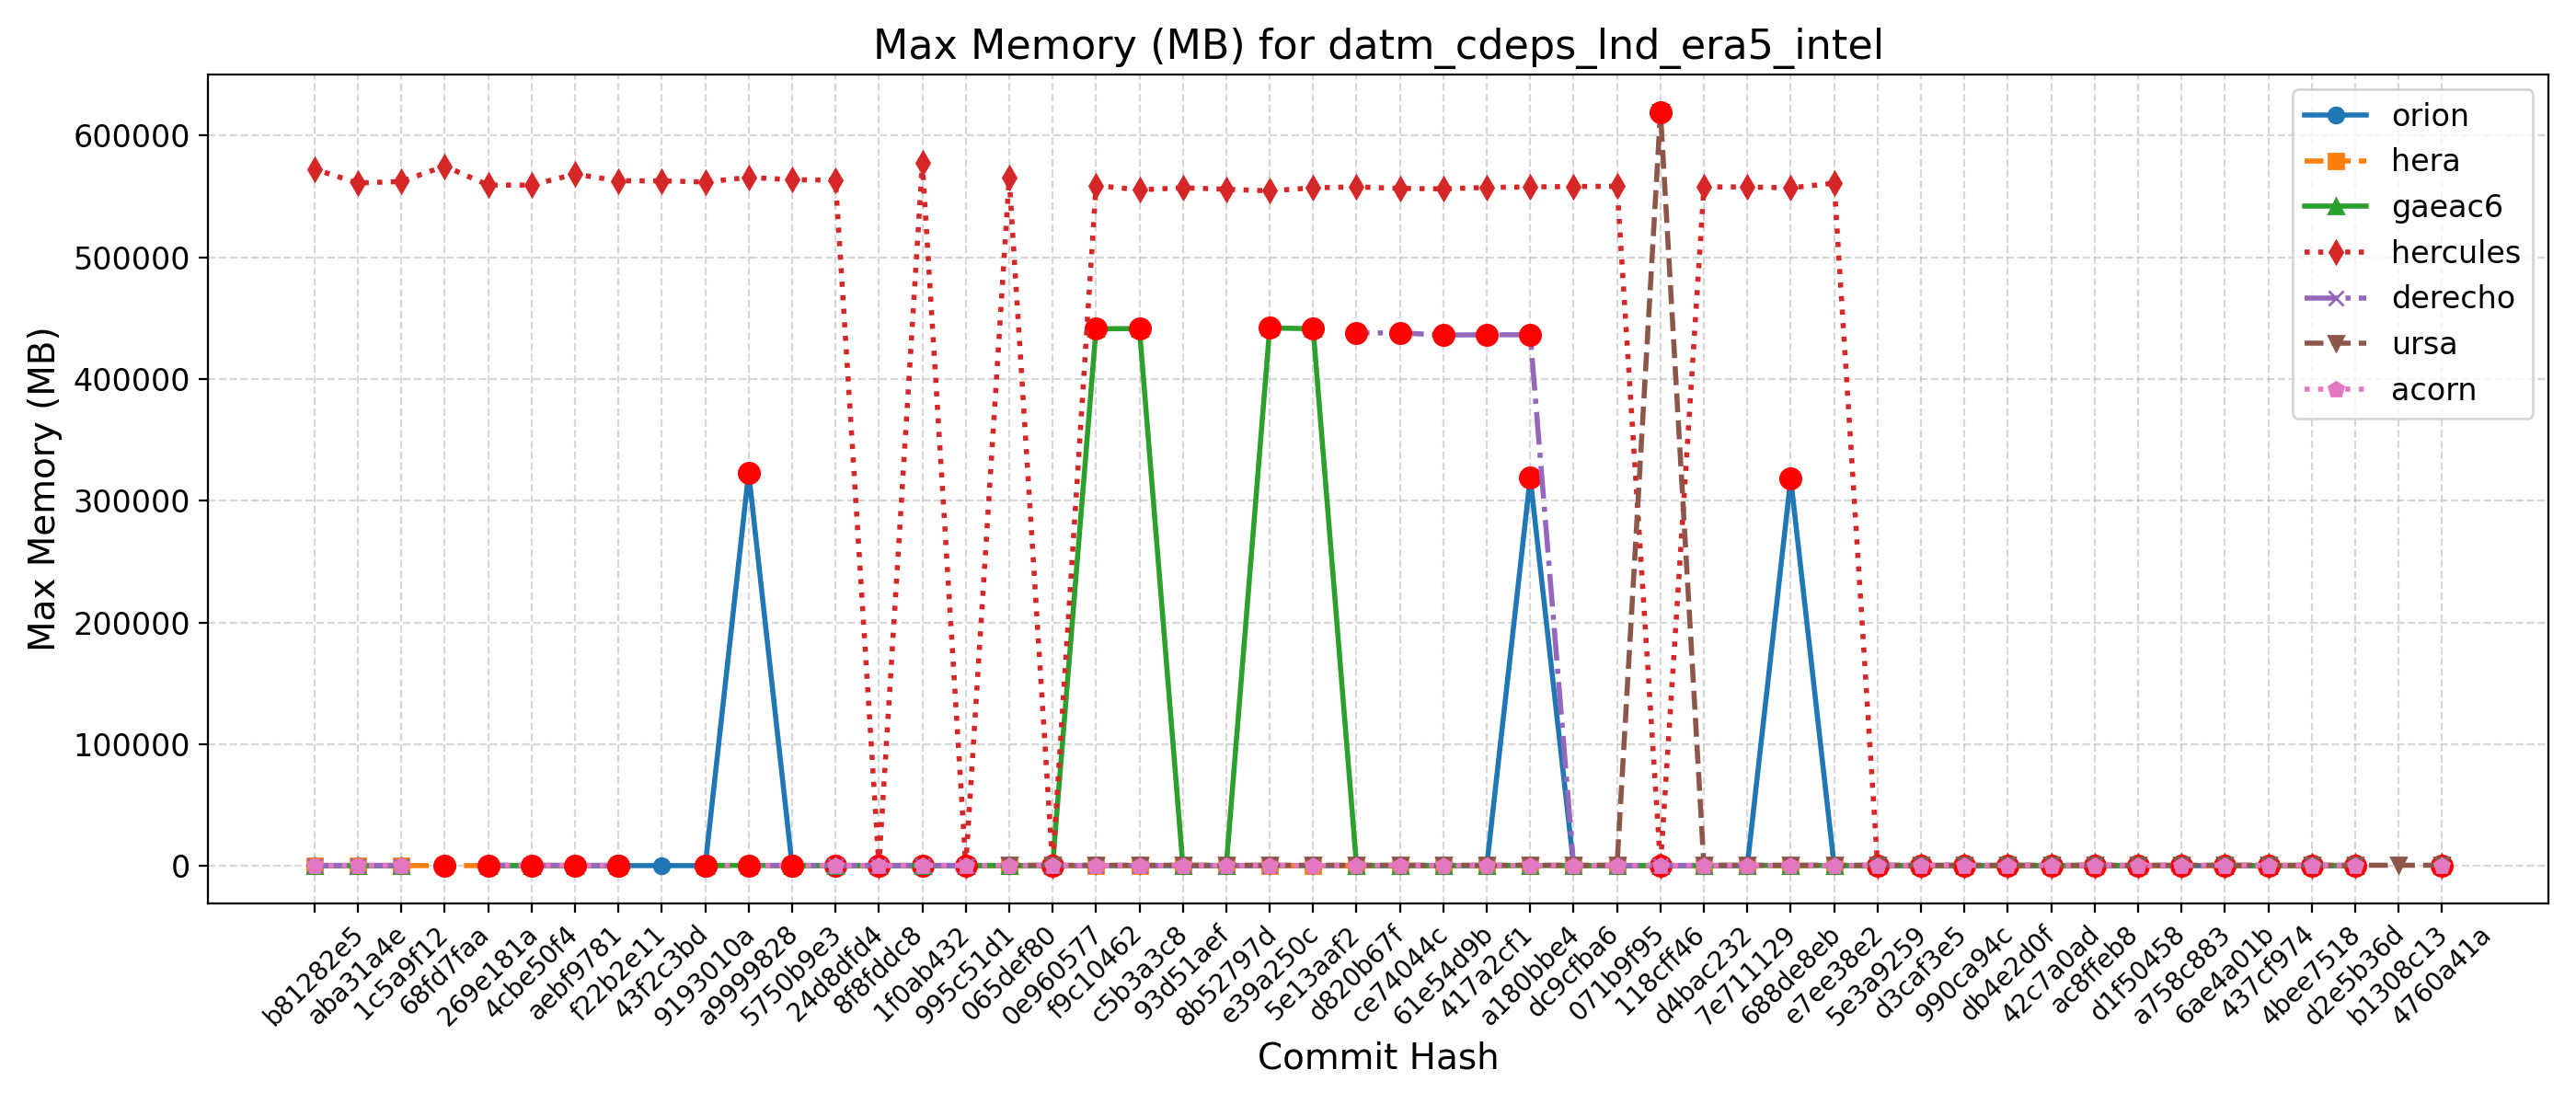 Max Memory (MB) for datm_cdeps_lnd_era5_intel
Max Memory (MB)
600000
500000
400000
300000
200000
100000
0
orion
hera
gaeac6
hercules
derecho
ursa
acorn
b81282e5
aba31a4e
1c5a9f12
68fd7faa
269e181a
4cbe50f4
aebf9781
f22b2e11
43f2c3bd
9193010a
a9999828
5750b9e3
24d8dfd4
8f8fddc8
1f0ab432
995c51d1
065def80
0e960577
f9c10462
c5b3a3c8
93d51aef
8b52797d
e39a250c
5e13aaf2
d820b67f
ce74044c
61e54d9b
417a2cf1
a180bbe4
dc9cfba6
071b9f95
118cff46
d4bac232
7e711129
688dde8eb
e7ee38e2
5e3a9259
d3caf3e5
990ca94c
db4e2d0f
42c7a0ad
ac8ffeb8
d1f50458
a758c883
6ae4a01b
437cf974
4bee7518
d2e5b36d
b1308c13
4760a41a
Commit Hash